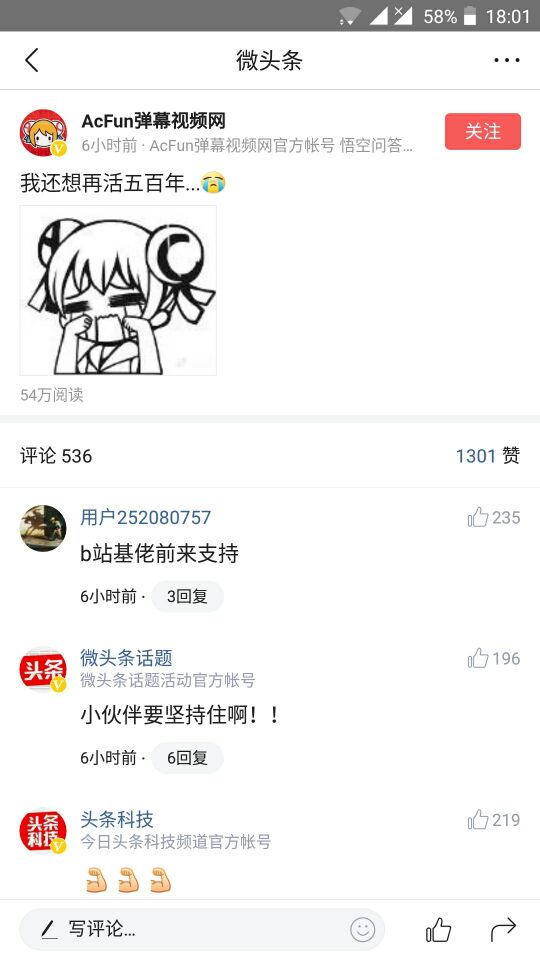 58% 18:01
微头条
AcFun弹幕视频网
6小时前 · AcFun弹幕视频网官方帐号 悟空问答...
关注
我还想再活五百年...😭
54万阅读
评论 536
1301 赞
用户252080757
235
b站基佬前来支持
6小时前 · 3回复
头条
微头条话题
196
微头条话题活动官方帐号
小伙伴要坚持住啊！！
6小时前 · 6回复
头条
科技
头条科技
219
今日头条科技频道官方帐号
💪💪💪
写评论...